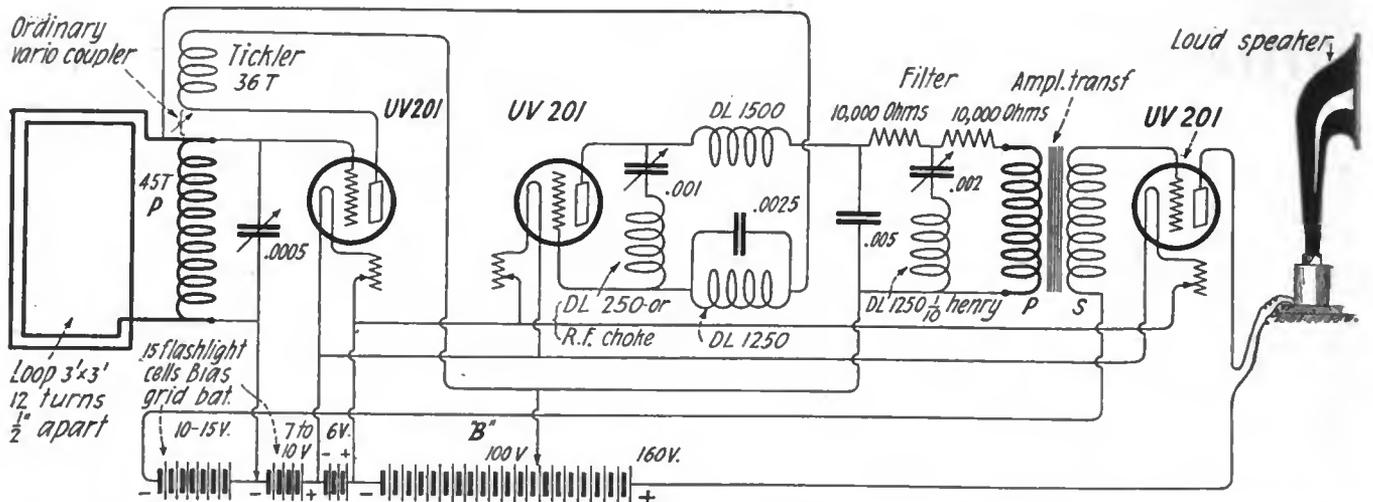 Ordinary
vario coupler
Tickler
36 T
UV201
UV 201
DL 1500
Filter
10,000 Ohms
10,000 Ohms
Ampl. transf
UV 201
Loud speaker
45T
P
.0005
.001
.0025
.005
.002
DL 250 or
R.F. choke
DL 1250
DL 1250 1/10 henry
P
S
Loop 3'x3'
12 turns
1/2" apart
15 flashlight
cells Bias
grid bat.
10-15V.
7 to
10V
6V.
- +
"B"
100V
160V.
- - + - +